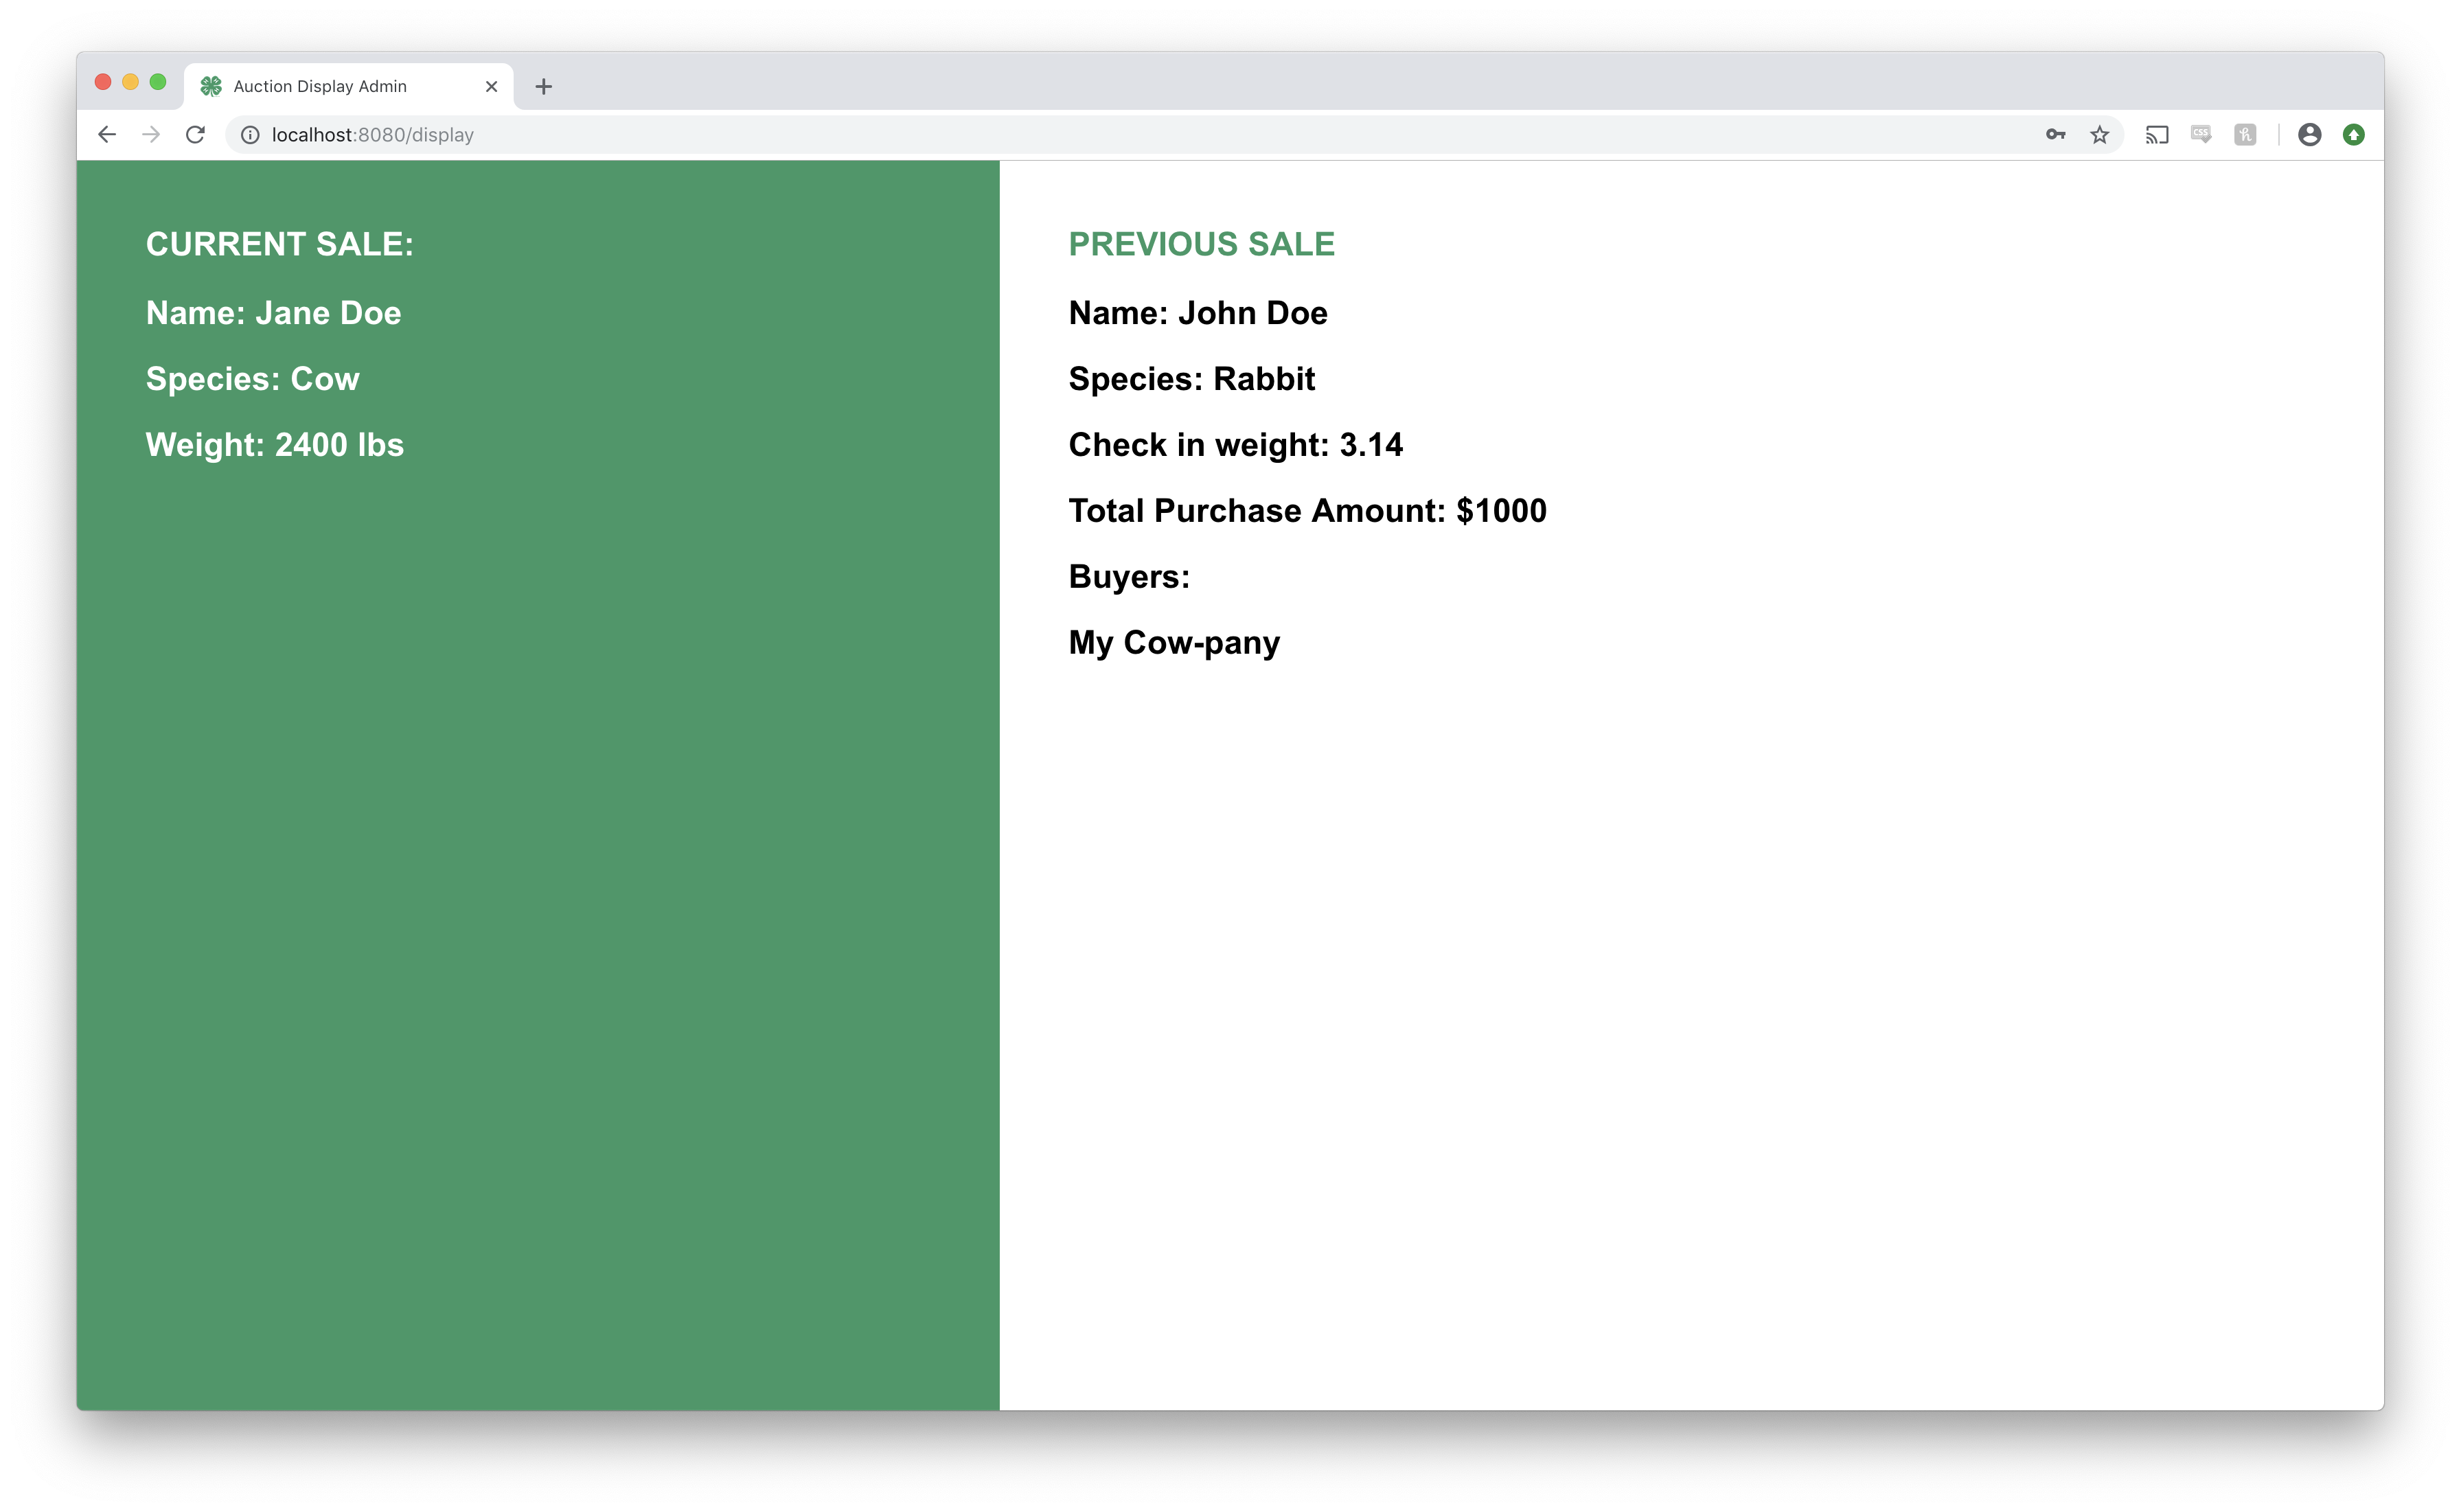 Auction Display Admin
localhost:8080/display
CURRENT SALE:
Name: Jane Doe
Species: Cow
Weight: 2400 lbs
PREVIOUS SALE
Name: John Doe
Species: Rabbit
Check in weight: 3.14
Total Purchase Amount: $1000
Buyers:
My Cow-pany